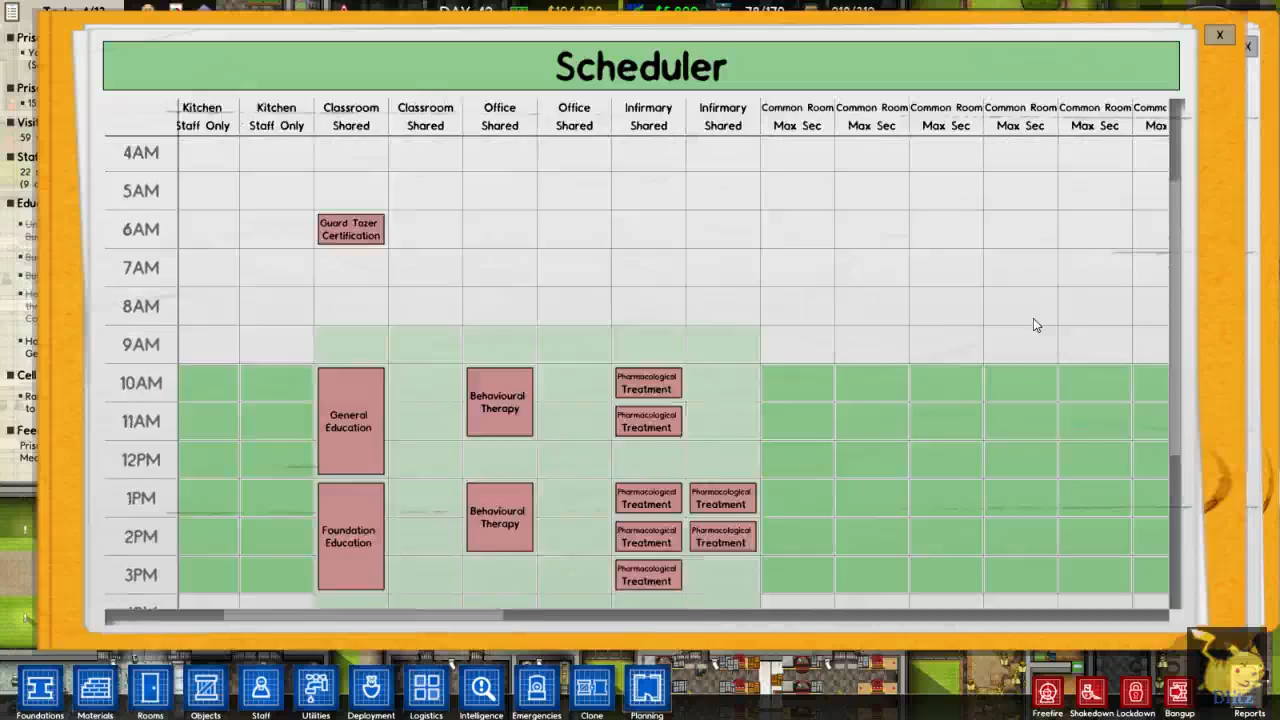 X
Scheduler
Kitchen Kitchen Classroom Classroom Office Office Infirmary Infirmary Common Room Common Room Common Room Common Room Common Room
Staff Only Staff Only Shared Shared Shared Shared Shared Shared Max Sec Max Sec Max Sec Max Sec Max Sec Max
4AM
5AM
6AM
Guard Tazer
Certification
7AM
8AM
9AM
10AM
11AM
12PM
1PM
2PM
3PM
General
Education
Behavioural
Therapy
Pharmacological
Treatment
Pharmacological
Treatment
Foundation
Education
Behavioural
Therapy
Pharmacological
Treatment
Pharmacological
Treatment
Pharmacological
Treatment
Pharmacological
Treatment
Pharmacological
Treatment
Foundations Materials Rooms Objects Staff Utilities Deployment Logistics Intelligence Emergencies Clone Planning
Freefire Shakedown Lockdown Bangup Reports
Blitz